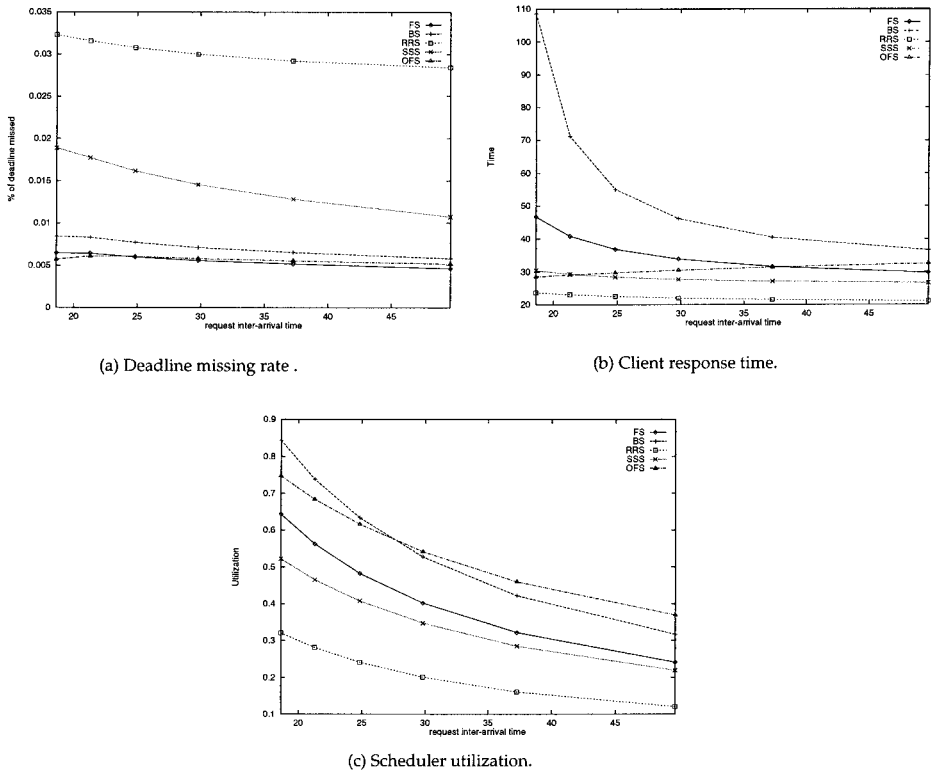 0.035
0.03
0.025
0.02
0.015
0.01
0.005
0
% of deadline missed
FS
BS
RRS
SSS
OFS
20 25 30 35 40 45
request inter-arrival time
(a) Deadline missing rate .
110
100
90
80
70
60
50
40
30
20
Time
FS
BS
RRS
SSS
OFS
20 25 30 35 40 45
request inter-arrival time
(b) Client response time.
0.9
0.8
0.7
0.6
0.5
0.4
0.3
0.2
0.1
Utilization
FS
BS
RRS
SSS
OFS
20 25 30 35 40 45
request inter-arrival time
(c) Scheduler utilization.